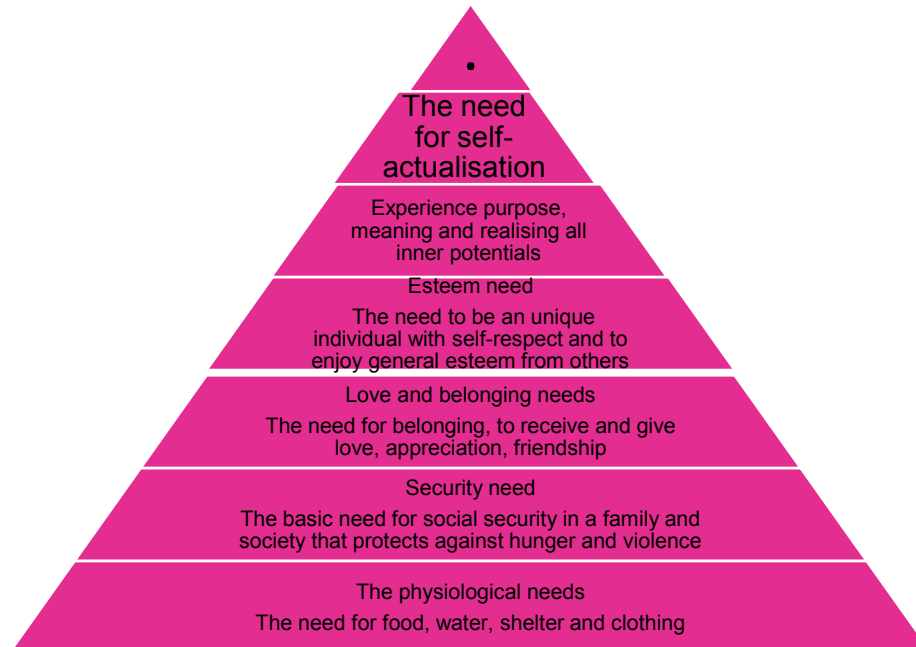 .
The need
for self-
actualisation
Experience purpose,
meaning and realising all
inner potentials
Esteem need
The need to be an unique
individual with self-respect and to
enjoy general esteem from others
Love and belonging needs
The need for belonging, to receive and give
love, appreciation, friendship
Security need
The basic need for social security in a family and
society that protects against hunger and violence
The physiological needs
The need for food, water, shelter and clothing